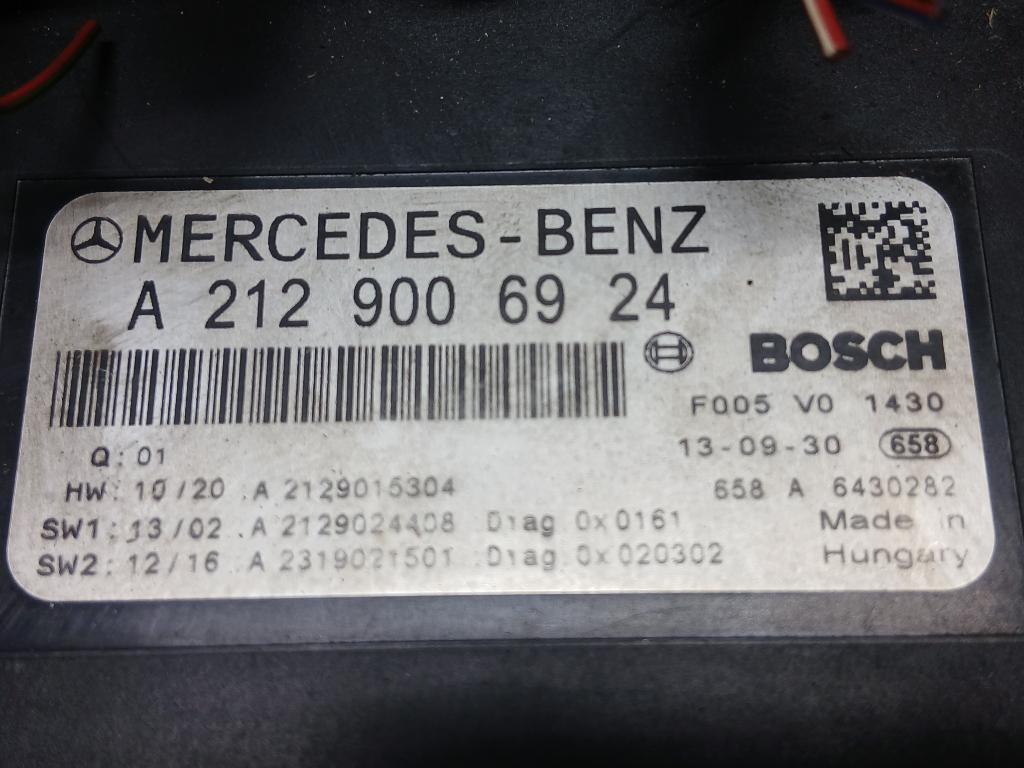 MERCEDES-BENZ
A 212 900 69 24
BOSCH
F005 V0 1430
13-09-30 658
Q: 01
HW: 10/20 .A 2129015304
658 A 6430282
SW1: 13/02 .A 2129024408 Diag 0x0161
Made in
SW2: 12/16 .A 2319021501 Diag 0x020302
Hungary